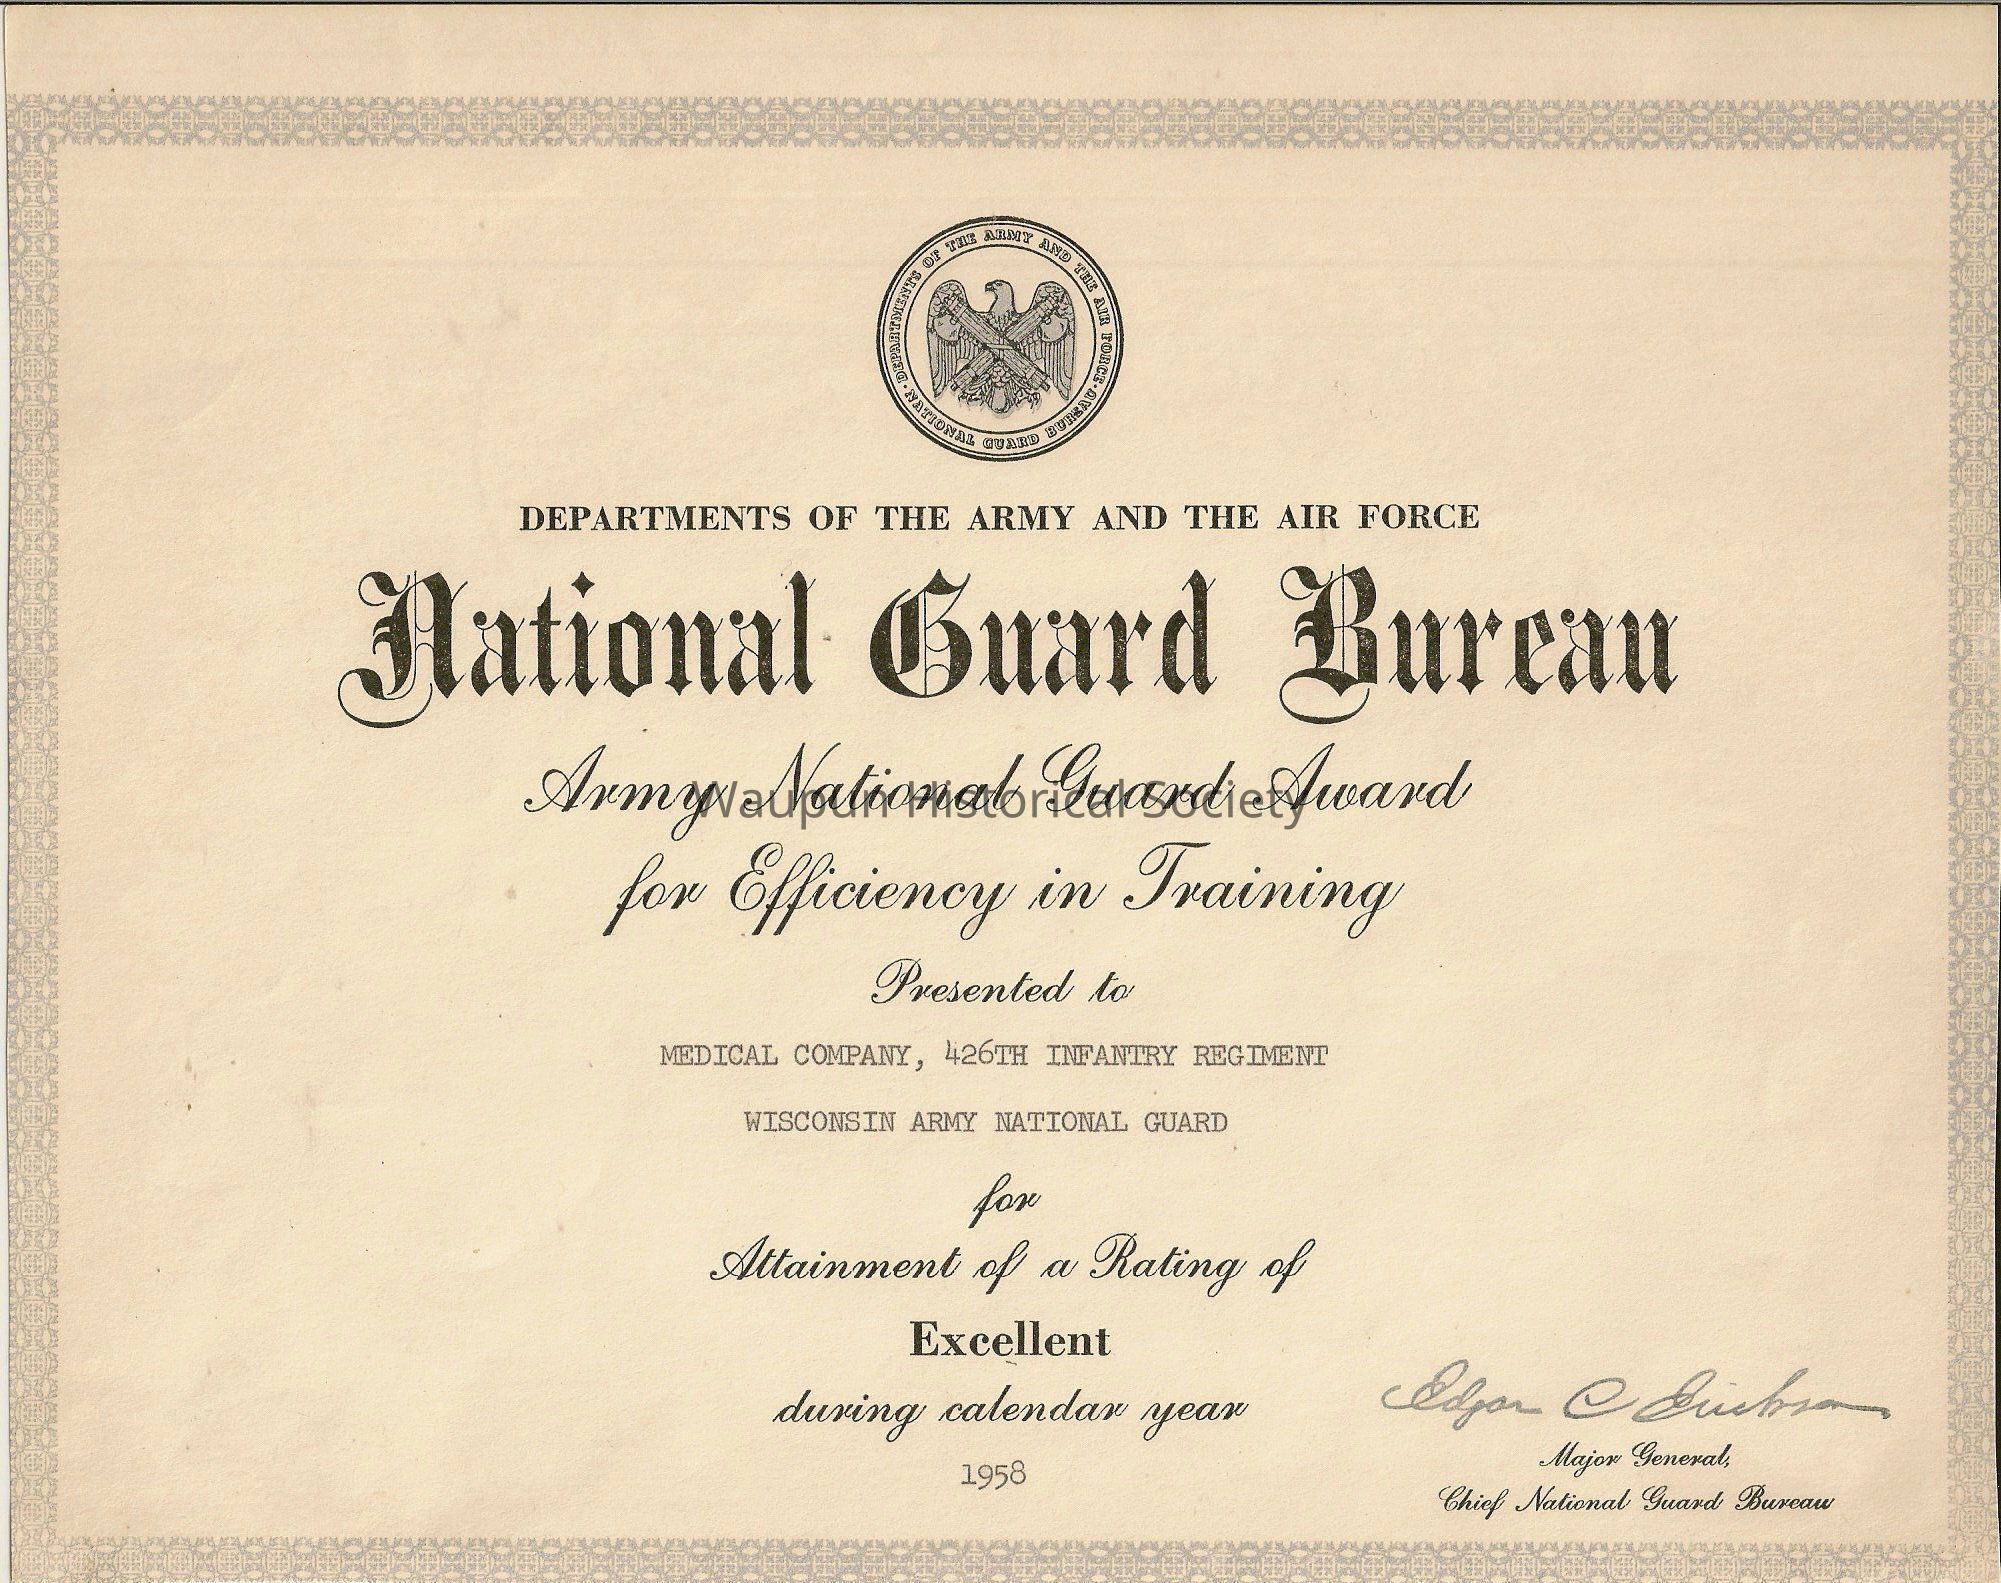 DEPARTMENTS OF THE ARMY AND THE AIR FORCE · NATIONAL GUARD BUREAU ·
DEPARTMENTS OF THE ARMY AND THE AIR FORCE
National Guard Bureau
Army National Guard Award
Waupun Historical Society
for Efficiency in Training
Presented to
MEDICAL COMPANY, 426TH INFANTRY REGIMENT
WISCONSIN ARMY NATIONAL GUARD
for
Attainment of a Rating of
Excellent
during calendar year
1958
Edgar C Erickson
Major General,
Chief National Guard Bureau